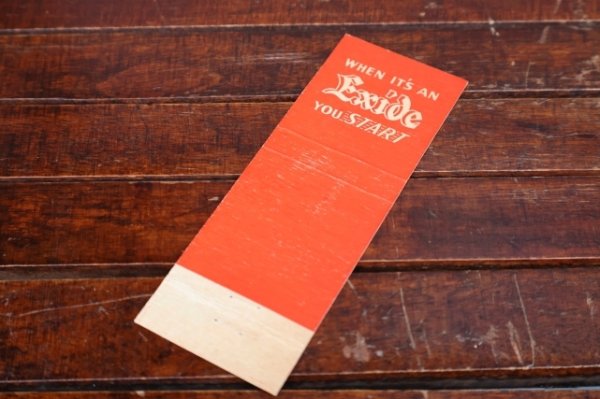 WHEN IT'S AN
Exide
YOU START